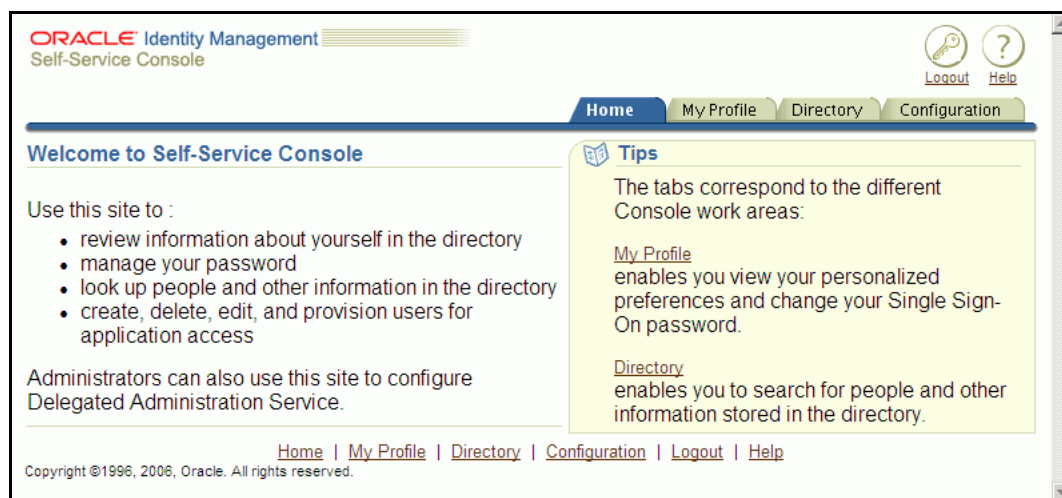 ORACLE Identity Management
Self-Service Console
Logout Help
Home My Profile Directory Configuration
Welcome to Self-Service Console
Use this site to :
• review information about yourself in the directory
• manage your password
• look up people and other information in the directory
• create, delete, edit, and provision users for
application access
Administrators can also use this site to configure
Delegated Administration Service.
Tips
The tabs correspond to the different
Console work areas:
My Profile
enables you view your personalized
preferences and change your Single Sign-
On password.
Directory
enables you to search for people and other
information stored in the directory.
Home | My Profile | Directory | Configuration | Logout | Help
Copyright ©1996, 2006, Oracle. All rights reserved.